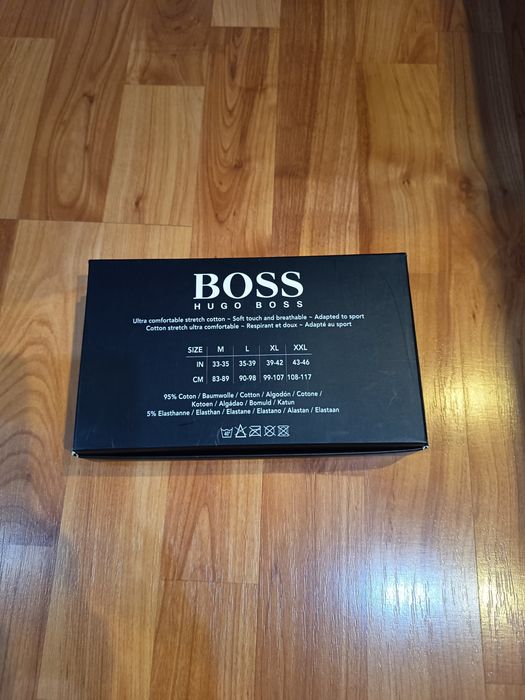 BOSS
HUGO BOSS
Ultra comfortable stretch cotton ~ Soft touch and breathable ~ Adapted to sport
Cotton stretch ultra comfortable ~ Respirant et doux ~ Adapté au sport
SIZE M L XL XXL
IN 33-35 35-39 39-42 43-46
CM 83-89 90-98 99-107 108-117
95% Coton / Baumwolle / Cotton / Algodón / Cotone /
Kotoen / Algâdao / Bomuld / Katun
5% Elasthanne / Elasthan / Elastane / Elastano / Alastan / Elastaan